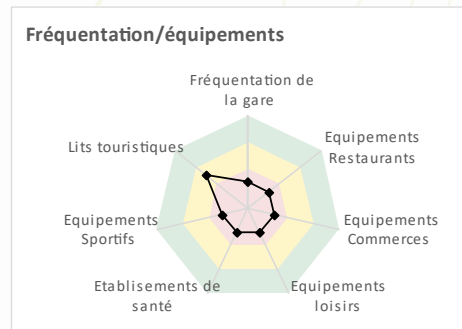 Fréquentation/équipements
Fréquentation de
la gare
Lits touristiques
Equipements
Restaurants
Equipements
Sportifs
Equipements
Commerces
Etablisements de
santé
Equipements
loisirs